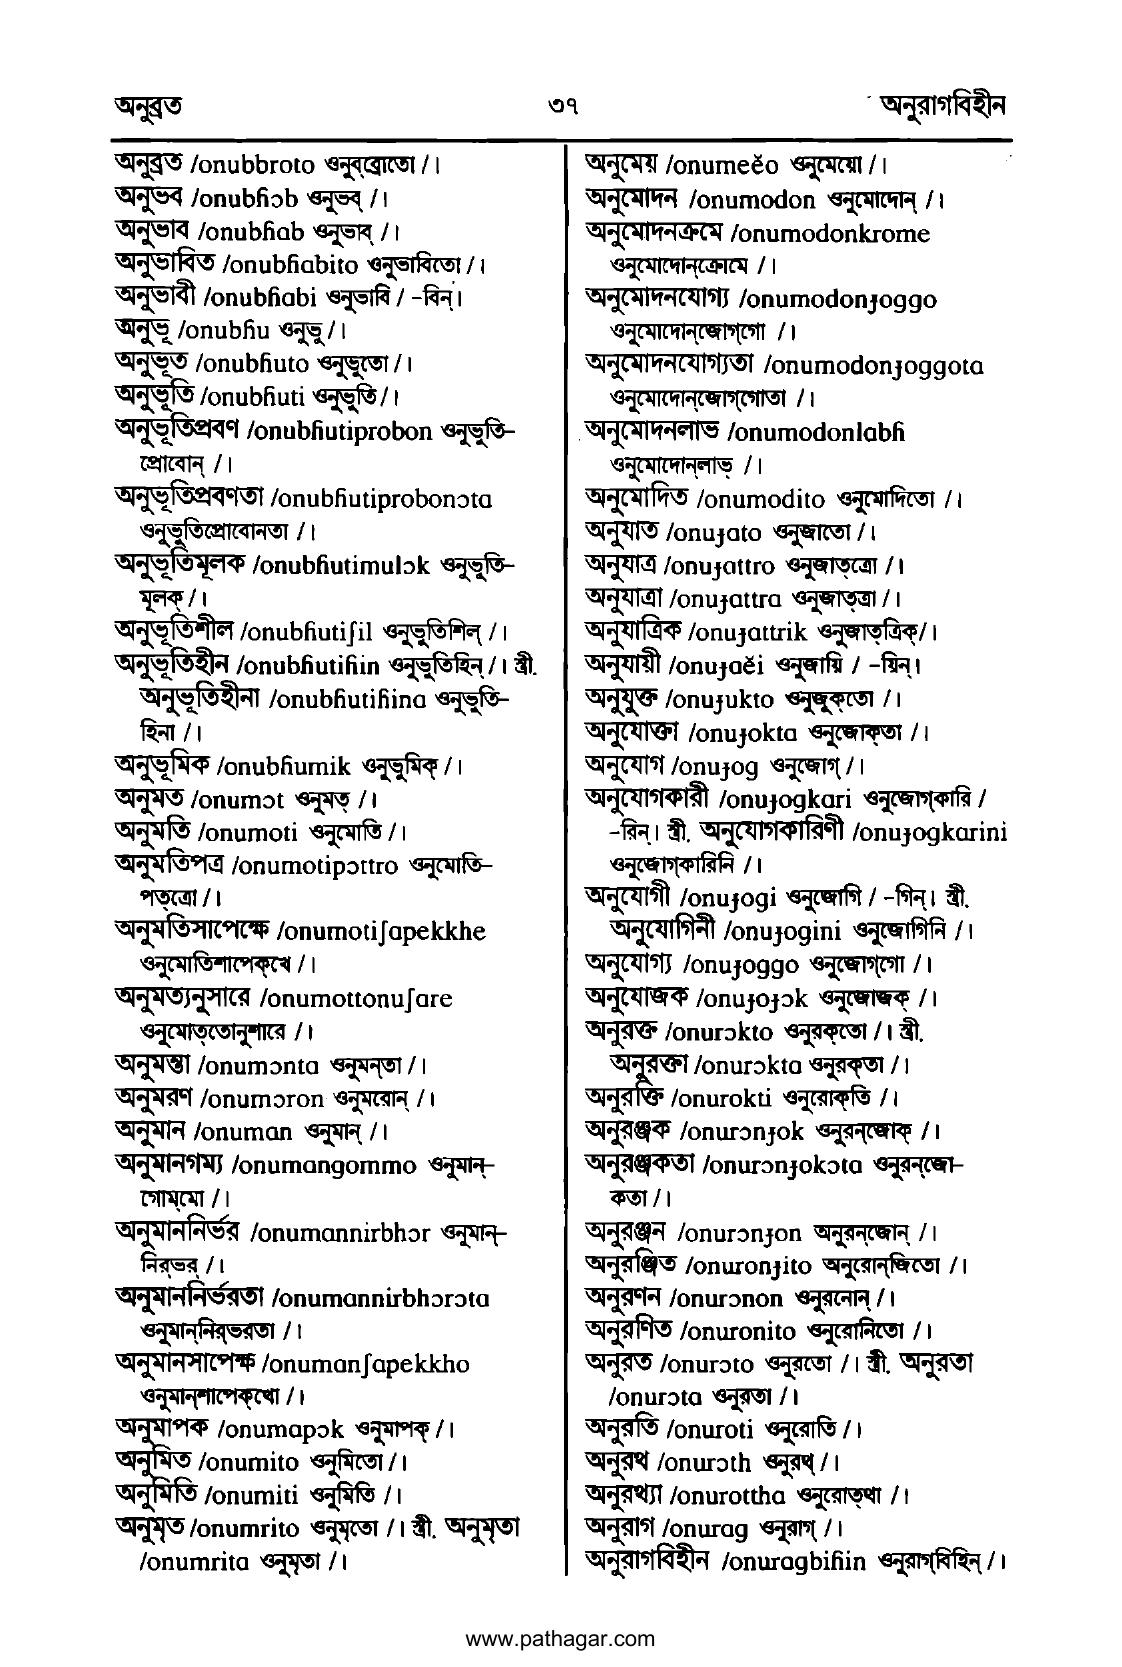 অনুব্রত ৩৭ অনুরাগবিহীন
অনুব্রত /onubbroto ওনুব্‌ব্রোতো /।
অনুভব /onubɦɔb ওনুভব্ /।
অনুভাব /onubɦab ওনুভাব্ /।
অনুভাবিত /onubɦabito ওনুভাবিতো /।
অনুভাবী /onubɦabi ওনুভাবি / -বিন্।
অনুভূ /onubɦu ওনুভু /।
অনুভূত /onubɦuto ওনুভুতো /।
অনুভূতি /onubɦuti ওনুভুতি /।
অনুভূতিপ্রবণ /onubɦutiprobon ওনুভুতি–
প্রোবোন্ /।
অনুভূতিপ্রবণতা /onubɦutiprobonɔta
ওনুভুতিপ্রোবোনতা /।
অনুভূতিমূলক /onubɦutimulɔk ওনুভুতি–
মূলক্ /।
অনুভূতিশীল /onubɦutiʃil ওনুভুতিশিল্ /।
অনুভূতিহীন /onubɦutiɦin ওনুভুতিহিন্ /। স্ত্রী.
অনুভূতিহীনা /onubɦutiɦina ওনুভুতি–
হিনা /।
অনুভূমিক /onubɦumik ওনুভুমিক্ /।
অনুমত /onumɔt ওনুমত্ /।
অনুমতি /onumoti ওনুমোতি /।
অনুমতিপত্র /onumotipɔttro ওনুমোতি–
পত্‌ত্রো /।
অনুমতিসাপেক্ষে /onumotiʃapekkhe
ওনুমোতিশাপেক্‌খে /।
অনুমত্যনুসারে /onumottonuʃare
ওনুমোত্‌তোনুশারে /।
অনুমন্তা /onumɔnta ওনুমন্‌তা /।
অনুমরণ /onumɔron ওনুমরোন্ /।
অনুমান /onuman ওনুমান্ /।
অনুমানগম্য /onumangommo ওনুমান্–
গোম্‌মো /।
অনুমাননির্ভর /onumannirbhɔr ওনুমান্–
নির্‌ভর্ /।
অনুমাননির্ভরতা /onumannirbhɔrɔta
ওনুমান্‌নির্‌ভরতা /।
অনুমানসাপেক্ষ /onumanʃapekkho
ওনুমান্‌শাপেক্‌খো /।
অনুমাপক /onumapɔk ওনুমাপক্ /।
অনুমিত /onumito ওনুমিতো /।
অনুমিতি /onumiti ওনুমিতি /।
অনুমৃত /onumrito ওনুমৃতো /। স্ত্রী. অনুমৃতা
/onumrita ওনুমৃতা /।
অনুমেয় /onumeĕo ওনুমেয়ো /।
অনুমোদন /onumodon ওনুমোদোন্ /।
অনুমোদনক্রমে /onumodonkrome
ওনুমোদোন্‌ক্রোমে /।
অনুমোদনযোগ্য /onumodonɟoggo
ওনুমোদোন্‌জোগ্‌গো /।
অনুমোদনযোগ্যতা /onumodonɟoggota
ওনুমোদোন্‌জোগ্‌গোতা /।
অনুমোদনলাভ /onumodonlabɦ
ওনুমোদোন্‌লাভ্ /।
অনুমোদিত /onumodito ওনুমোদিতো /।
অনুযাত /onuɟato ওনুজাতো /।
অনুযাত্র /onuɟattro ওনুজাত্‌ত্রো /।
অনুযাত্রা /onuɟattra ওনুজাত্‌ত্রা /।
অনুযাত্রিক /onuɟattrik ওনুজাত্‌ত্রিক্/।
অনুযায়ী /onuɟaĕi ওনুজায়ি / -য়িন্।
অনুযুক্ত /onuɟukto ওনুজুক্‌তো /।
অনুযোক্তা /onuɟokta ওনুজোক্‌তা /।
অনুযোগ /onuɟog ওনুজোগ্ /।
অনুযোগকারী /onuɟogkari ওনুজোগ্‌কারি /
-রিন্। স্ত্রী. অনুযোগকারিণী /onuɟogkarini
ওনুজোগ্‌কারিনি /।
অনুযোগী /onuɟogi ওনুজোগি / -গিন্। স্ত্রী.
অনুযোগিনী /onuɟogini ওনুজোগিনি /।
অনুযোগ্য /onuɟoggo ওনুজোগ্‌গো /।
অনুযোজক /onuɟoɟɔk ওনুজোজক্ /।
অনুরক্ত /onurɔkto ওনুরক্‌তো /। স্ত্রী.
অনুরক্তা /onurɔkta ওনুরক্‌তা /।
অনুরক্তি /onurokti ওনুরোক্‌তি /।
অনুরঞ্জক /onurɔnɟok ওনুরন্‌জোক্ /।
অনুরঞ্জকতা /onurɔnɟokɔta ওনুরন্‌জো–
কতা /।
অনুরঞ্জন /onurɔnɟon অনুরন্‌জোন্ /।
অনুরঞ্জিত /onuronɟito অনুরোন্‌জিতো /।
অনুরণন /onurɔnon ওনুরনোন্ /।
অনুরণিত /onuronito ওনুরোনিতো /।
অনুরত /onurɔto ওনুরতো /। স্ত্রী. অনুরতা
/onurɔta ওনুরতা /।
অনুরতি /onuroti ওনুরোতি /।
অনুরথ /onurɔth ওনুরথ্ /।
অনুরথ্যা /onurottha ওনুরোত্‌থা /।
অনুরাগ /onurag ওনুরাগ্ /।
অনুরাগবিহীন /onuragbiɦin ওনুরাগ্‌বিহিন্ /।
www.pathagar.com